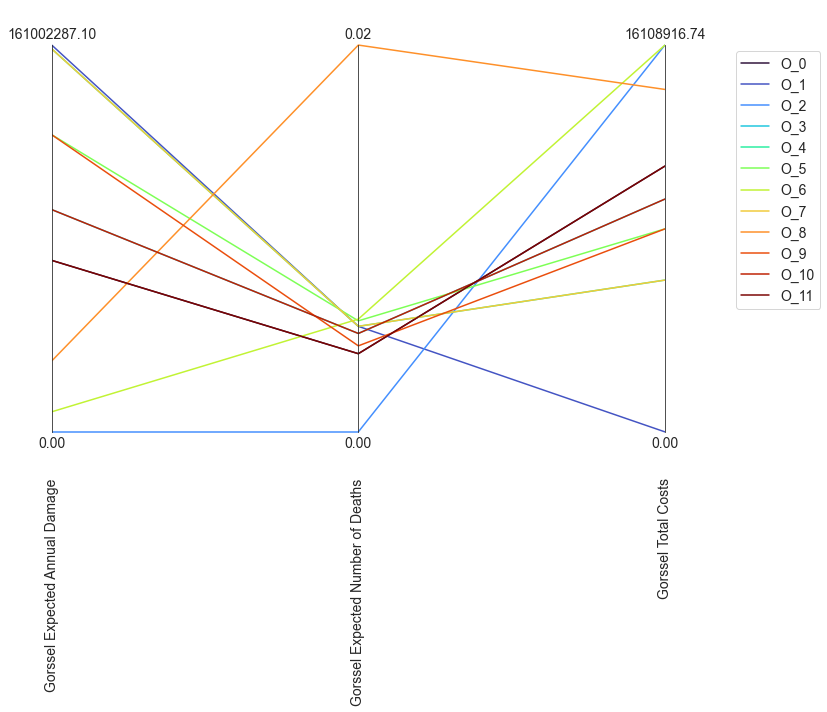 161002287.10
0.02
16108916.74
O_0
O_1
O_2
O_3
O_4
O_5
O_6
O_7
O_8
O_9
O_10
O_11
0.00
0.00
0.00
Gorssel Expected Annual Damage
Gorssel Expected Number of Deaths
Gorssel Total Costs